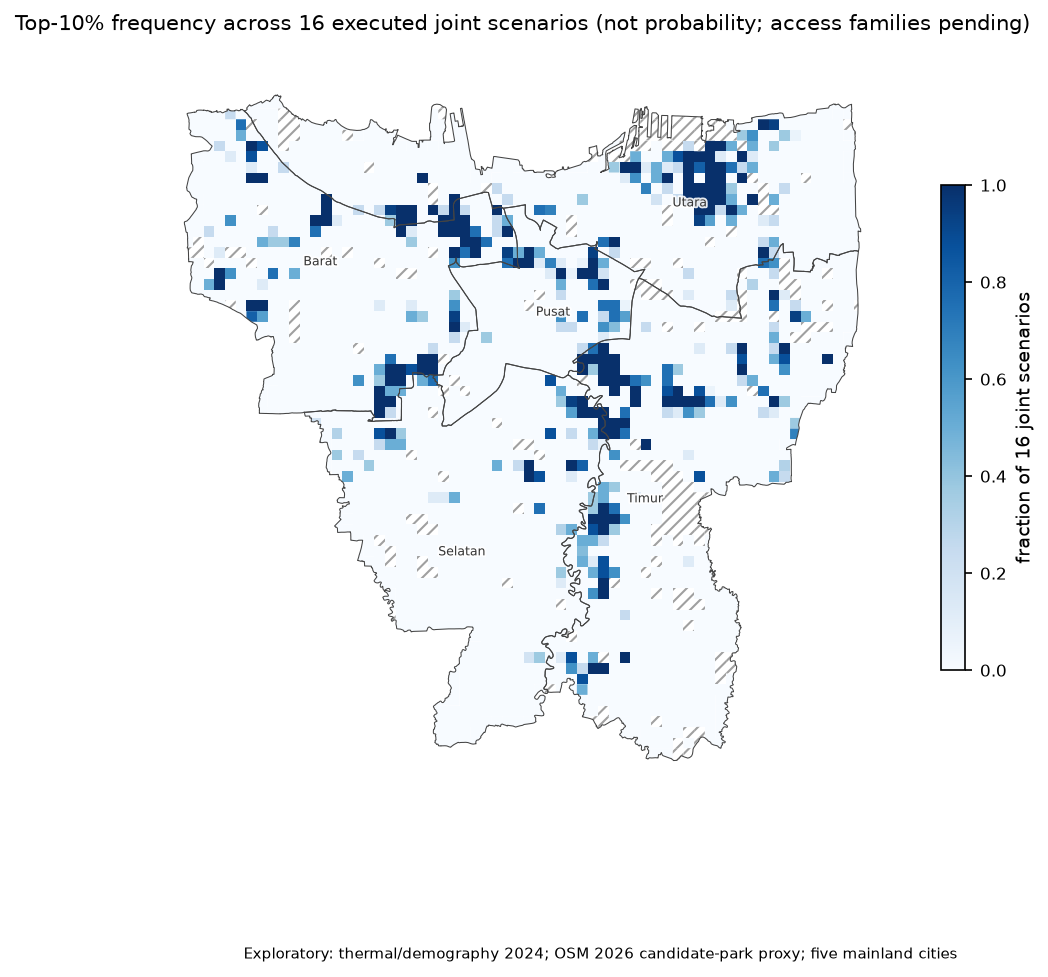 Top-10% frequency across 16 executed joint scenarios (not probability; access families pending)
Utara
Barat
Pusat
Timur
Selatan
1.0
0.8
0.6
0.4
0.2
0.0
fraction of 16 joint scenarios
Exploratory: thermal/demography 2024; OSM 2026 candidate-park proxy; five mainland cities